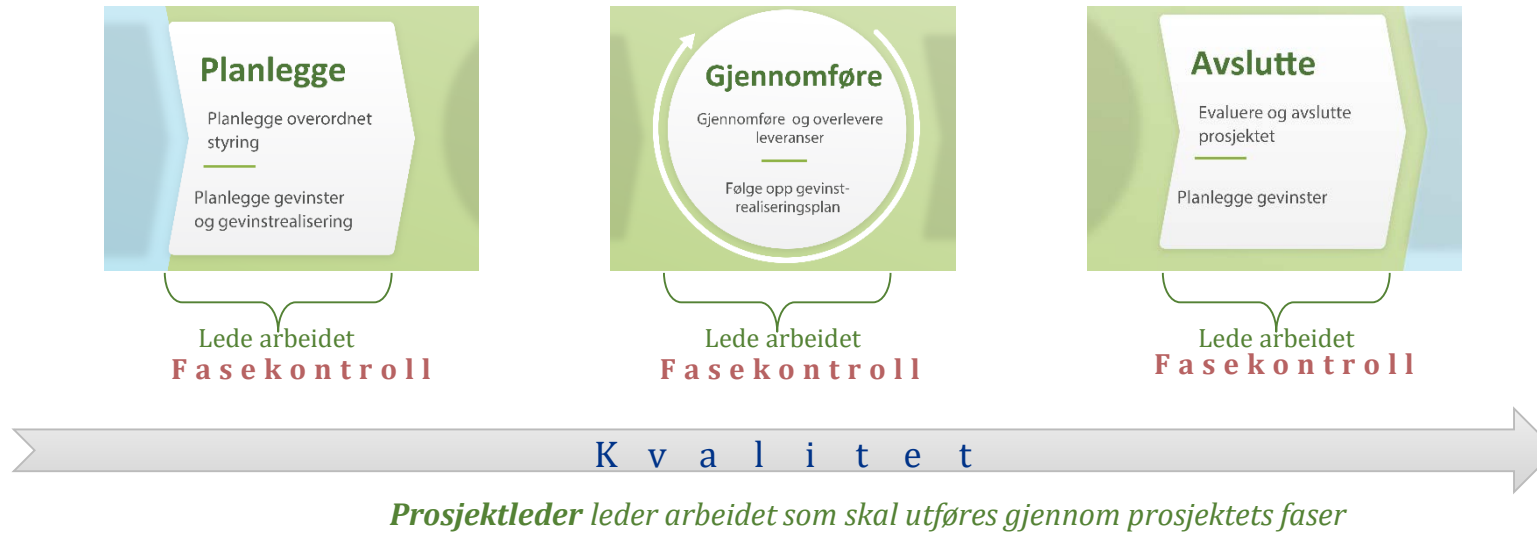 Planlegge
Planlegge overordnet
styring
Planlegge gevinster
og gevinstrealisering
Lede arbeidet
Fasekontroll
Gjennomføre
Gjennomføre og overlevere
leveranser
Følge opp gevinst-
realiseringsplan
Lede arbeidet
Fasekontroll
Avslutte
Evaluere og avslutte
prosjektet
Planlegge gevinster
Lede arbeidet
Fasekontroll
Kvalitet
Prosjektleder leder arbeidet som skal utføres gjennom prosjektets faser